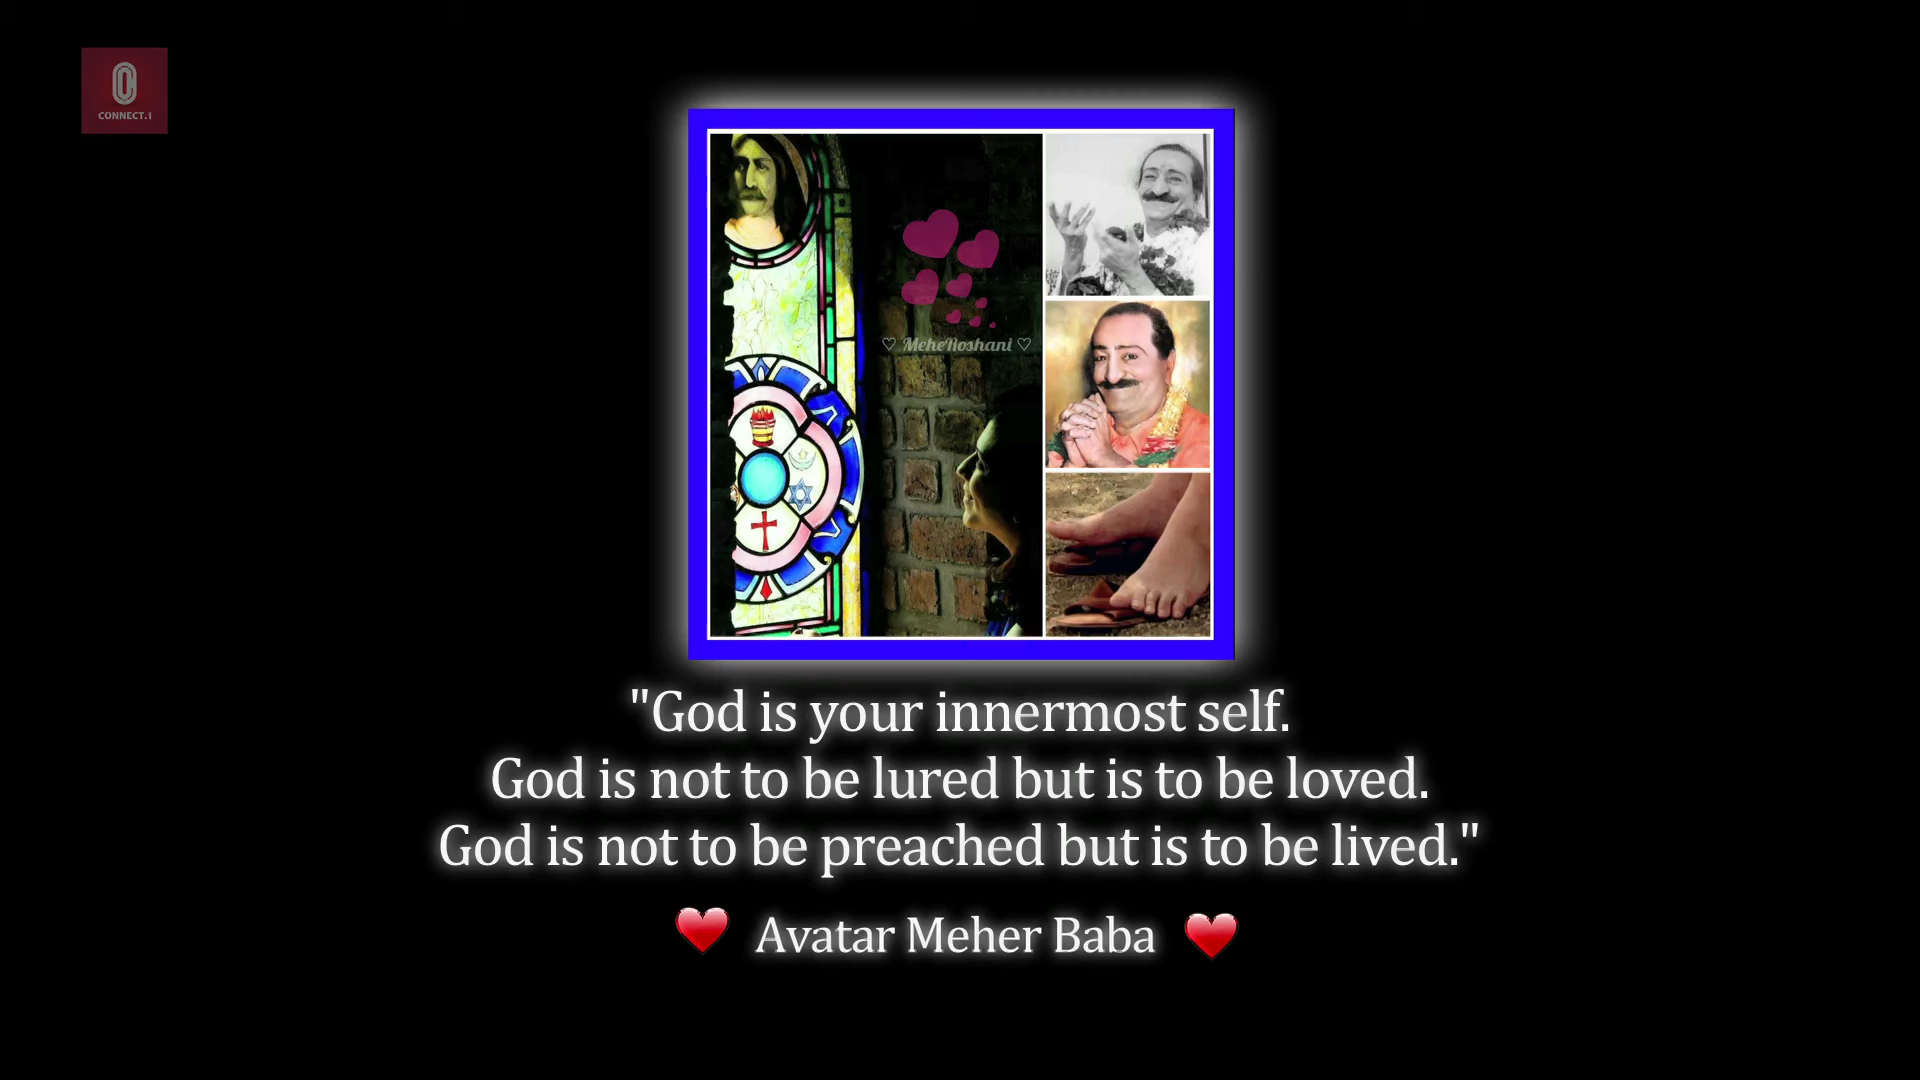 CONNECT.1
♡ MeheRoshani ♡
"God is your innermost self.
God is not to be lured but is to be loved.
God is not to be preached but is to be lived."
Avatar Meher Baba